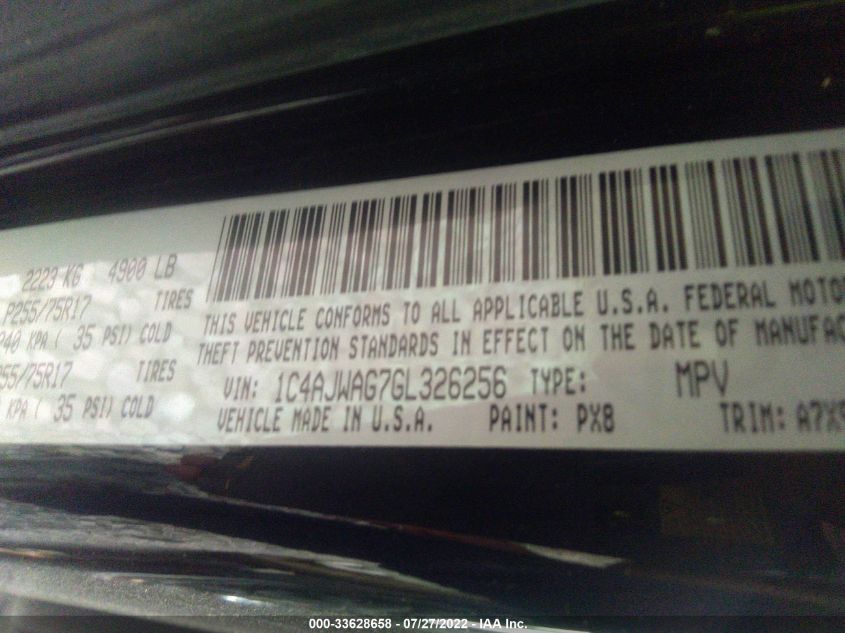 2223 KG 4900 LB
P255/75R17 TIRES
240 KPA ( 35 PSI) COLD
255/75R17 TIRES
KPA ( 35 PSI) COLD
THIS VEHICLE CONFORMS TO ALL APPLICABLE U.S.A. FEDERAL MOTO
THEFT PREVENTION STANDARDS IN EFFECT ON THE DATE OF MANUFAC
VIN: 1C4AJWAG7GL326256 TYPE: MPV
VEHICLE MADE IN U.S.A. PAINT: PX8 TRIM: A7X9
000-33628658 - 07/27/2022 - IAA Inc.